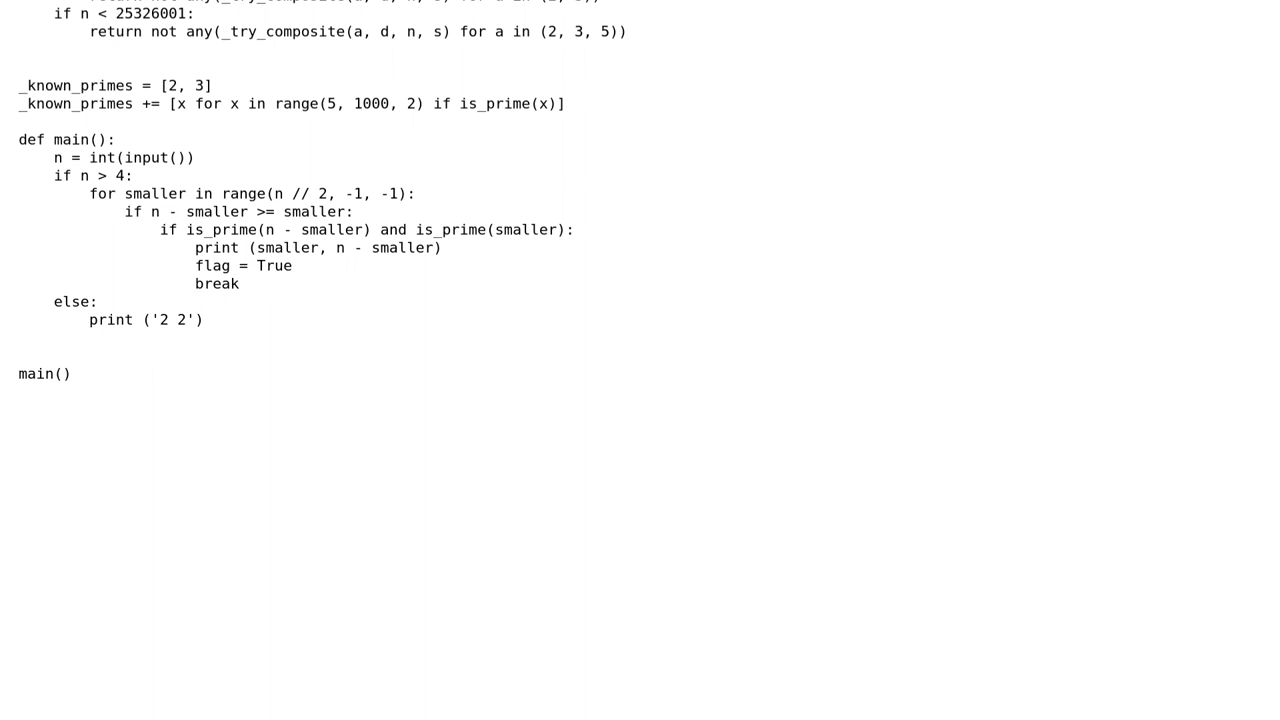 if n < 25326001:
        return not any(_try_composite(a, d, n, s) for a in (2, 3, 5))


_known_primes = [2, 3]
_known_primes += [x for x in range(5, 1000, 2) if is_prime(x)]

def main():
    n = int(input())
    if n > 4:
        for smaller in range(n // 2, -1, -1):
            if n - smaller >= smaller:
                if is_prime(n - smaller) and is_prime(smaller):
                    print (smaller, n - smaller)
                    flag = True
                    break
    else:
        print ('2 2')


main()